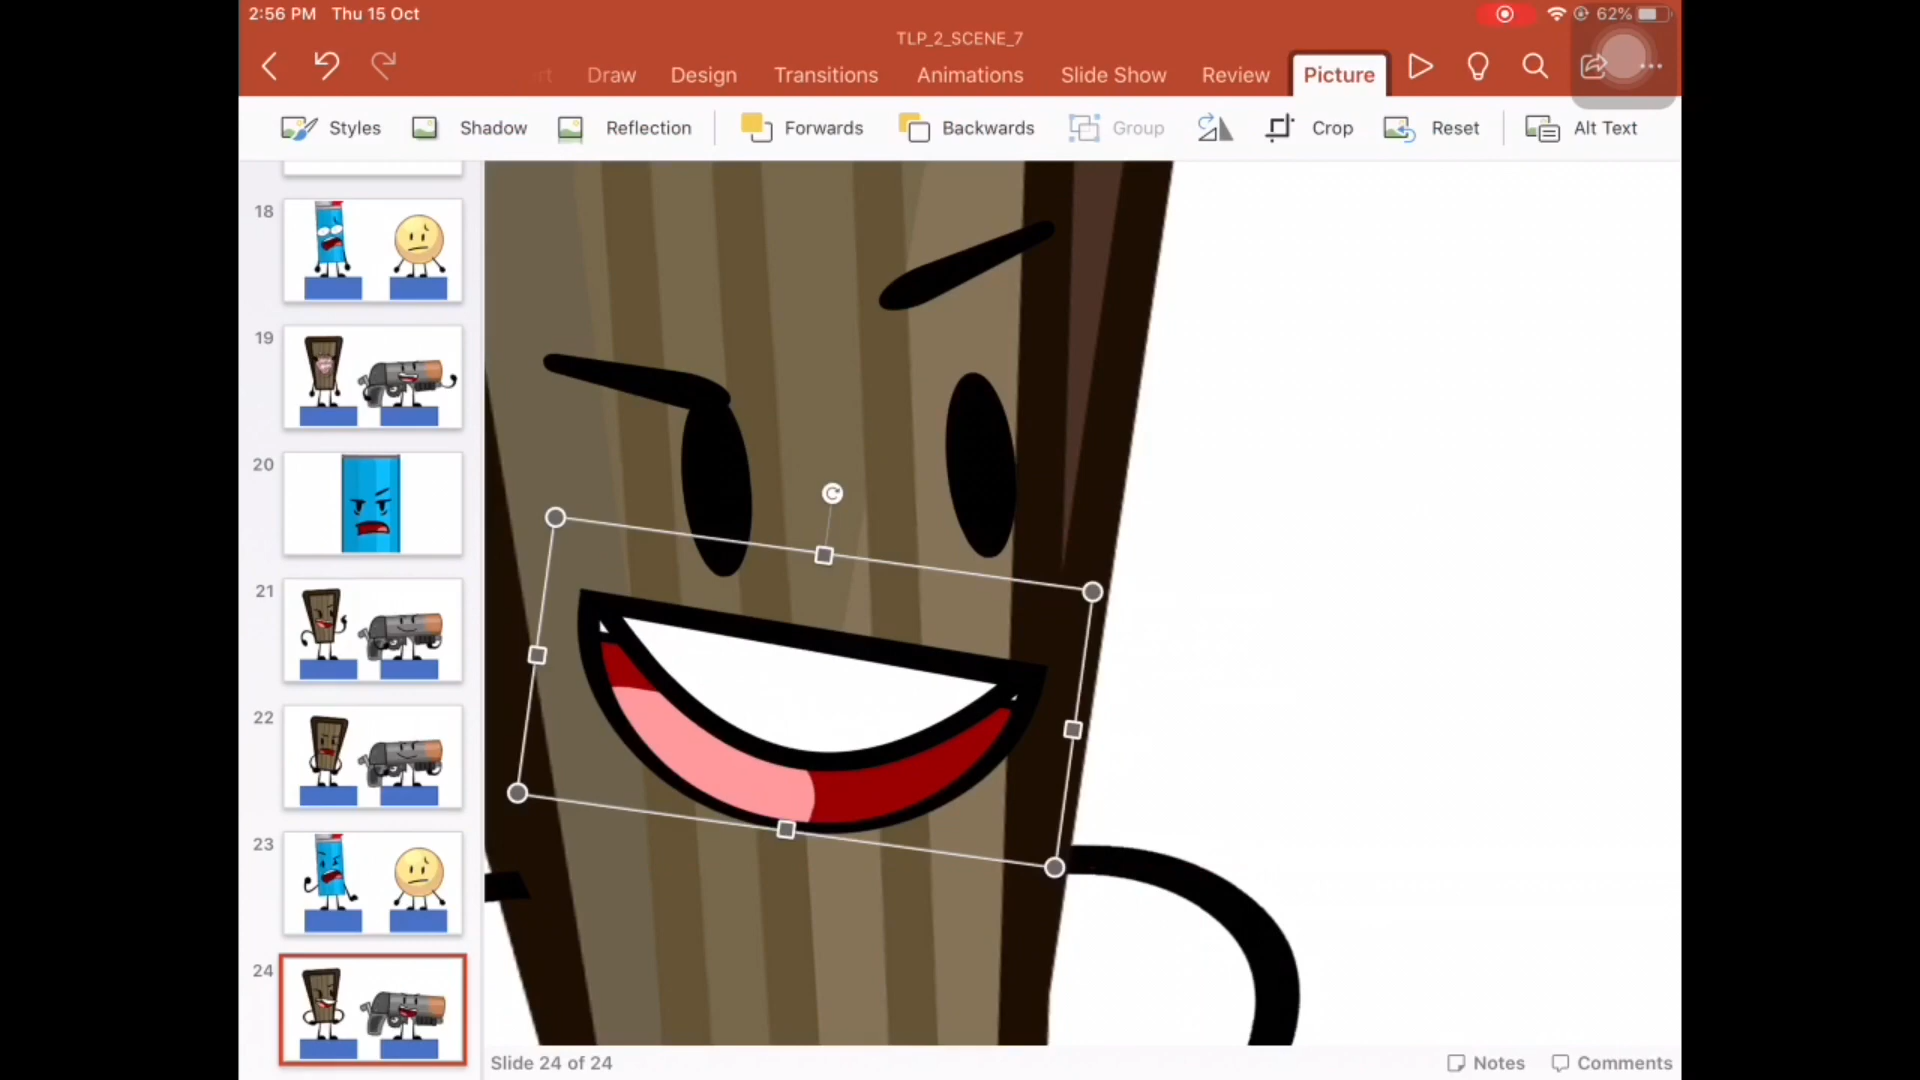 2:56 PM Thu 15 Oct
62%
TLP_2_SCENE_7
rt Draw Design Transitions Animations Slide Show Review Picture
Styles Shadow Reflection Forwards Backwards Group Crop Reset Alt Text
18
19
20
21
22
23
24
Slide 24 of 24
Notes Comments